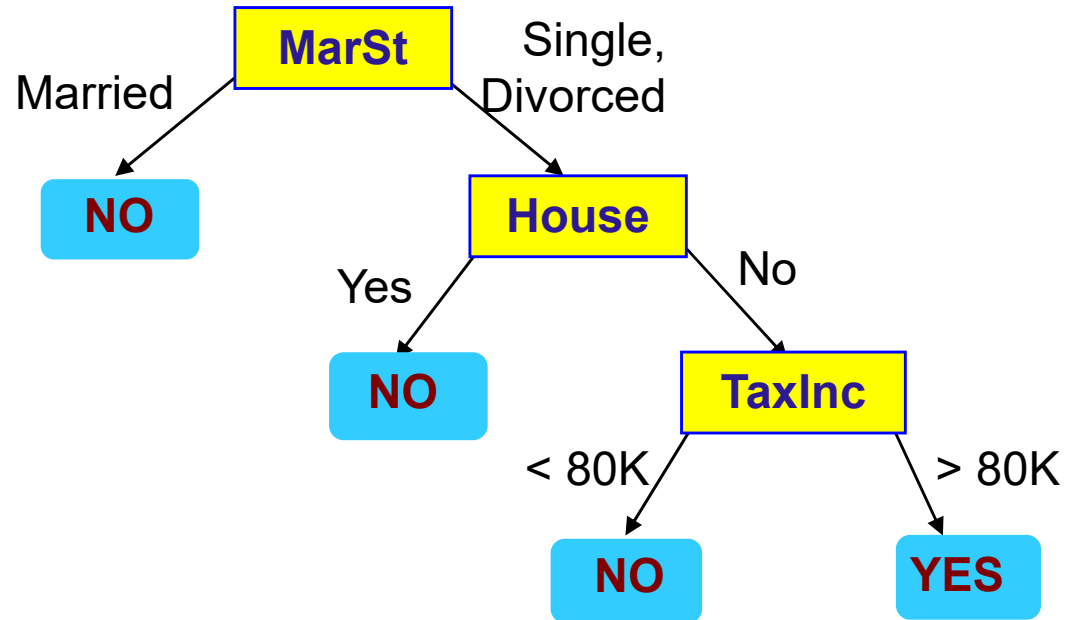 MarSt
Single,
Divorced
Married
NO
House
Yes
No
NO
TaxInc
< 80K
> 80K
NO
YES